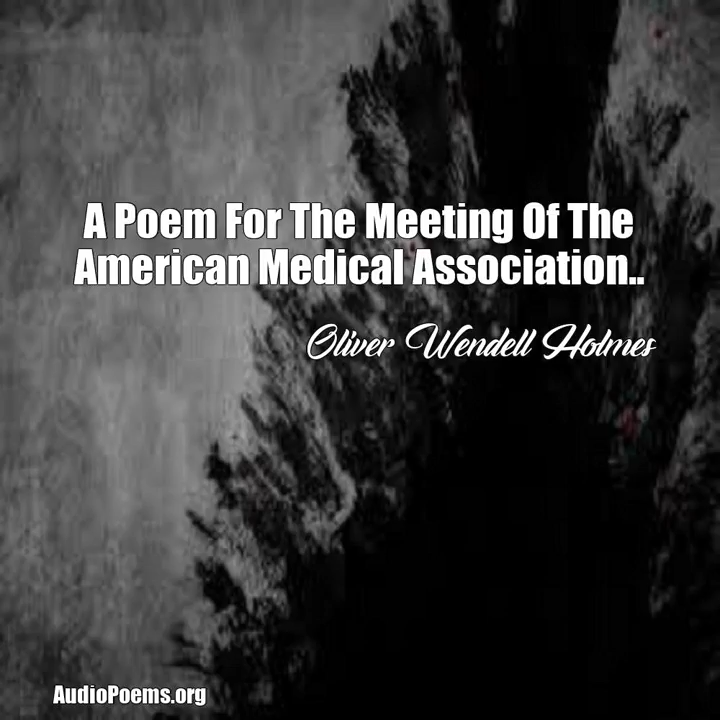 A Poem For The Meeting Of The
American Medical Association..
Oliver Wendell Holmes
AudioPoems.org